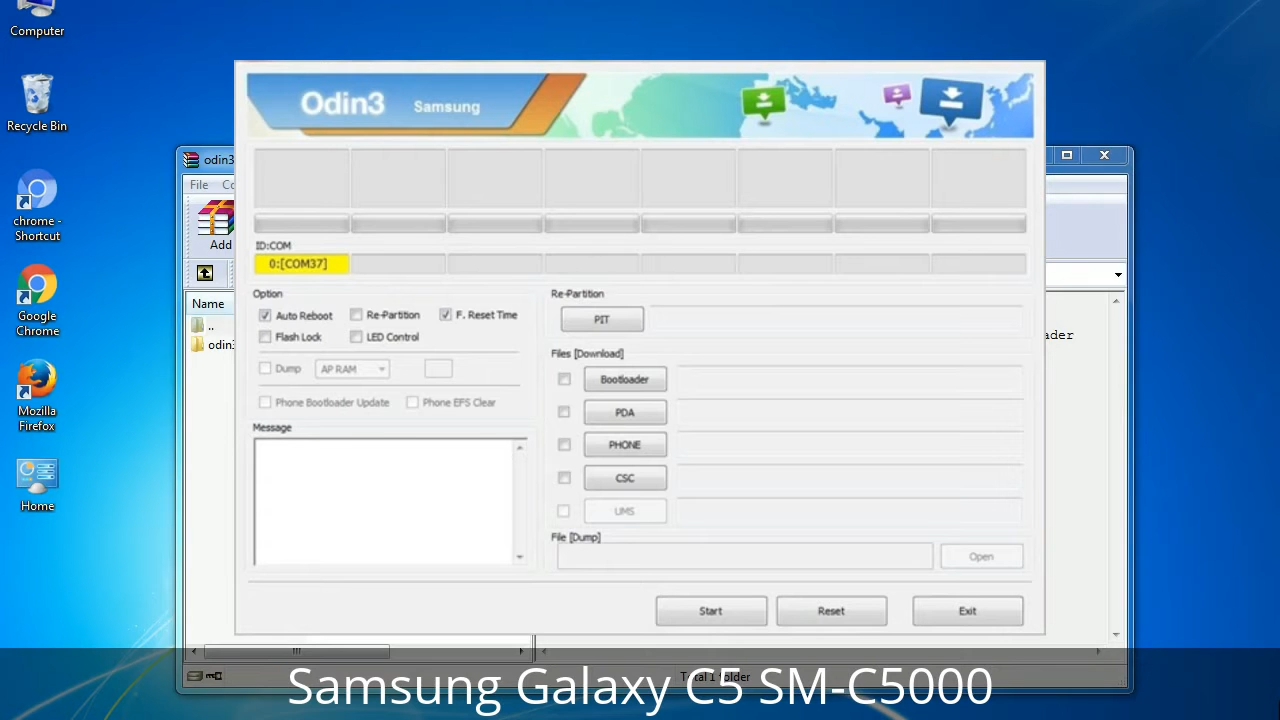 Computer
Recycle Bin
chrome -
Shortcut
Google
Chrome
Mozilla
Firefox
Home
odin3
File
Add
Name
..
odin3
Odin3 Samsung
ID:COM
0:[COM37]
Option
Auto Reboot Re-Partition F. Reset Time
Flash Lock LED Control
Dump AP RAM
Phone Bootloader Update Phone EFS Clear
Message
Re-Partition
PIT
Files [Download]
Bootloader
PDA
PHONE
CSC
UMS
File [Dump]
Open
Start Reset Exit
ader
Total 1 folder
Samsung Galaxy C5 SM-C5000